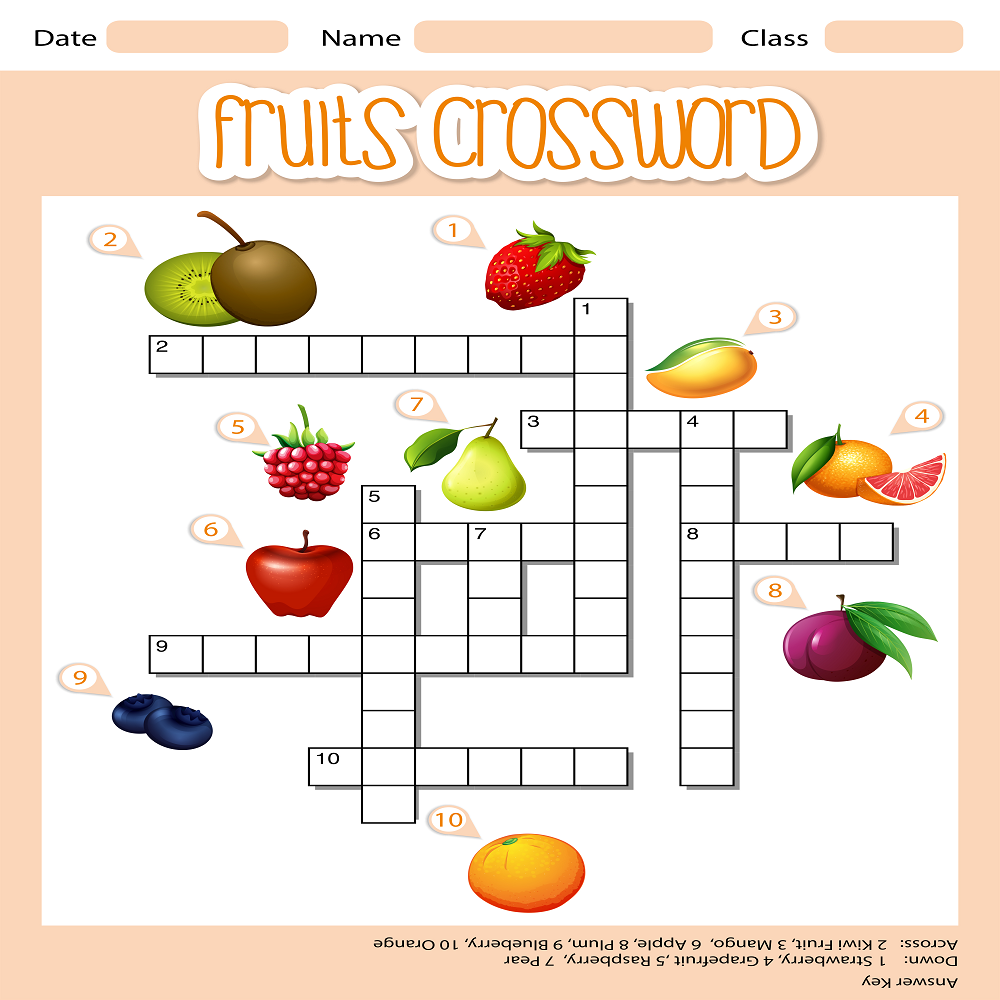 Date Name Class
fruits crossword
2 1
1
3
2
7 3 4 4
5
5
6 6 7 8
8
9
9
10
10
Across: 2 Kiwi Fruit, 3 Mango, 6 Apple, 8 Plum, 9 Blueberry, 10 Orange
Down: 1 Strawberry, 4 Grapefruit, 5 Raspberry, 7 Pear
Answer Key